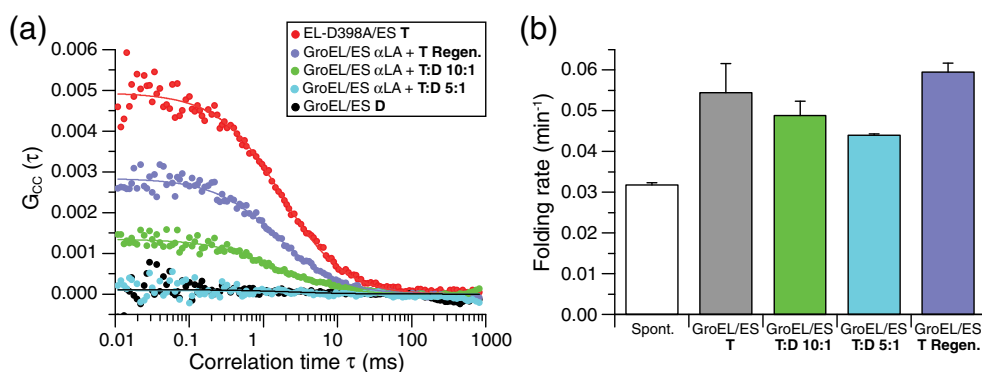 (a)
EL-D398A/ES T
GroEL/ES αLA + T Regen.
GroEL/ES αLA + T:D 10:1
GroEL/ES αLA + T:D 5:1
GroEL/ES D
0.006
0.005
0.004
0.003
0.002
0.001
0.000
G_CC (τ)
0.01 0.1 1 10 100 1000
Correlation time τ (ms)
(b)
0.06
0.05
0.04
0.03
0.02
0.01
0.00
Folding rate (min⁻¹)
Spont. GroEL/ES GroEL/ES GroEL/ES GroEL/ES
T T:D 10:1 T:D 5:1 T Regen.